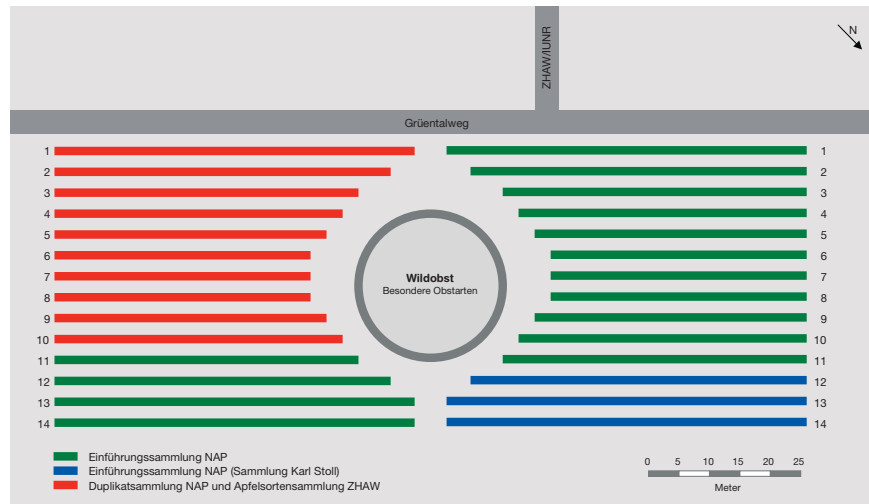 N
ZHAW/IUNR
Grüentalweg
1 1
2 2
3 3
4 4
5 5
6 6
7 7
8 8
9 9
10 10
11 11
12 12
13 13
14 14
Wildobst
Besondere Obstarten
Einführungssammlung NAP
Einführungssammlung NAP (Sammlung Karl Stoll)
Duplikatsammlung NAP und Apfelsortensammlung ZHAW
0 5 10 15 20 25
Meter